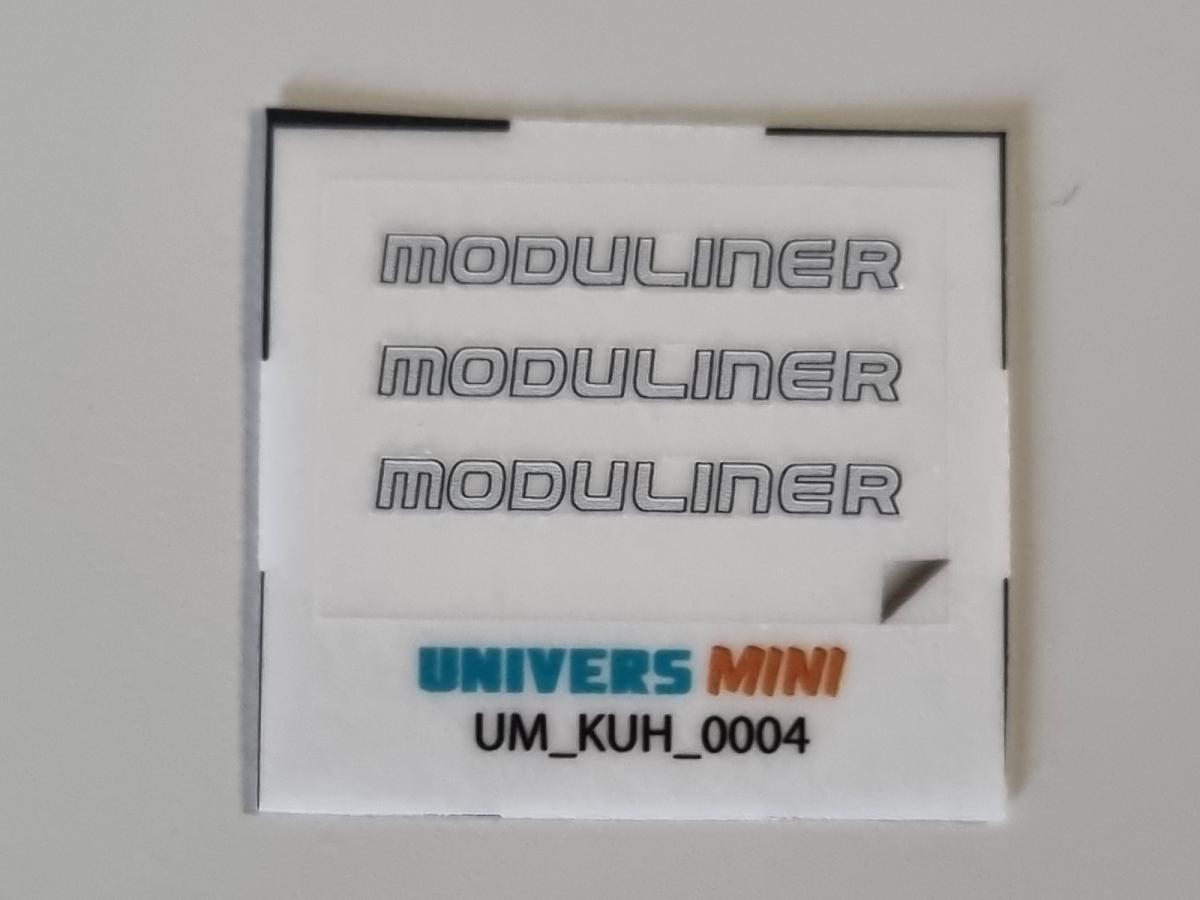 MODULINER
MODULINER
MODULINER
UNIVERS MINI
UM_KUH_0004